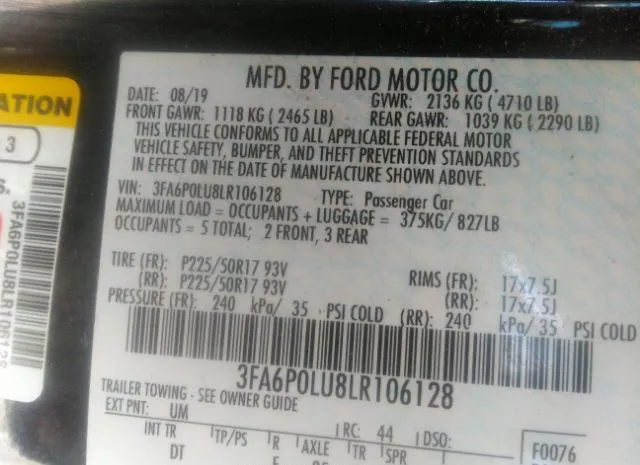 MFD. BY FORD MOTOR CO.
DATE: 08/19 GVWR: 2136 KG ( 4710 LB)
FRONT GAWR: 1118 KG ( 2465 LB) REAR GAWR: 1039 KG ( 2290 LB)
THIS VEHICLE CONFORMS TO ALL APPLICABLE FEDERAL MOTOR
VEHICLE SAFETY, BUMPER, AND THEFT PREVENTION STANDARDS
IN EFFECT ON THE DATE OF MANUFACTURE SHOWN ABOVE.
VIN: 3FA6P0LU8LR106128 TYPE: Passenger Car
MAXIMUM LOAD = OCCUPANTS + LUGGAGE = 375KG/ 827LB
OCCUPANTS = 5 TOTAL; 2 FRONT, 3 REAR
TIRE (FR): P225/50R17 93V RIMS (FR): 17x7.5J
(RR): P225/50R17 93V (RR): 17x7.5J
PRESSURE (FR): 240 kPa/ 35 PSI COLD (RR): 240 kPa/ 35 PSI COLD
3FA6P0LU8LR106128
TRAILER TOWING - SEE OWNER GUIDE
EXT PNT: UM RC: 44 DSO: F0076
INT TR TP/PS R AXLE TR SPR
DT
ATION
3
S.
3FA6P0LU8LR106128